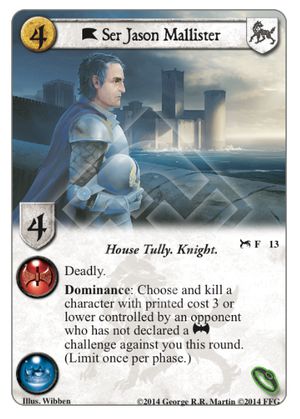 4
Ser Jason Mallister
4
House Tully. Knight.
F 13
Deadly.
Dominance: Choose and kill a
character with printed cost 3 or
lower controlled by an opponent
who has not declared a
challenge against you this round.
(Limit once per phase.)
Illus. Wibben
©2014 George R.R. Martin ©2014 FFG